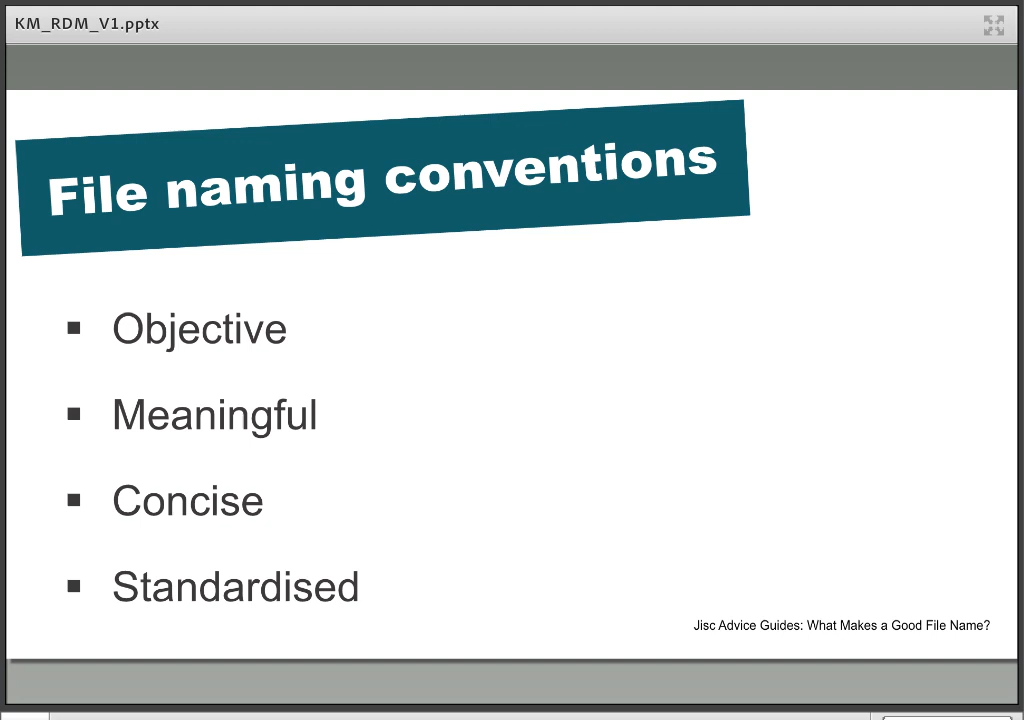 KM_RDM_V1.pptx
File naming conventions
▪ Objective
▪ Meaningful
▪ Concise
▪ Standardised
Jisc Advice Guides: What Makes a Good File Name?